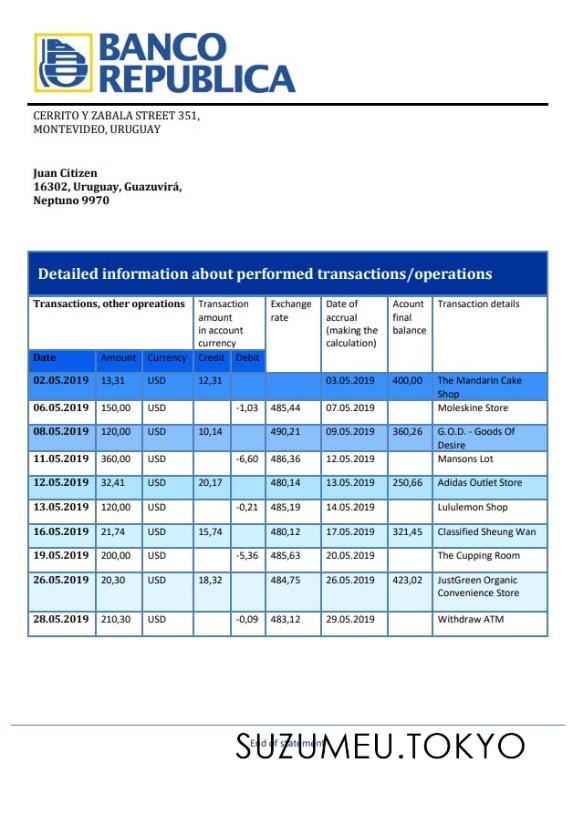 BANCO
REPUBLICA
CERRITO Y ZABALA STREET 351,
MONTEVIDEO, URUGUAY
Juan Citizen
16302, Uruguay, Guazuvirá,
Neptuno 9970
Detailed information about performed transactions/operations
Transactions, other opreations Transaction amount in account currency Exchange rate Date of accrual (making the calculation) Acount final balance Transaction details
Date Amount Currency Credit Debit
02.05.2019 13,31 USD 12,31 03.05.2019 400,00 The Mandarin Cake Shop
06.05.2019 150,00 USD -1,03 485,44 07.05.2019 Moleskine Store
08.05.2019 120,00 USD 10,14 490,21 09.05.2019 360,26 G.O.D. - Goods Of Desire
11.05.2019 360,00 USD -6,60 486,36 12.05.2019 Mansons Lot
12.05.2019 32,41 USD 20,17 480,14 13.05.2019 250,66 Adidas Outlet Store
13.05.2019 120,00 USD -0,21 485,19 14.05.2019 Lululemon Shop
16.05.2019 21,74 USD 15,74 480,12 17.05.2019 321,45 Classified Sheung Wan
19.05.2019 200,00 USD -5,36 485,63 20.05.2019 The Cupping Room
26.05.2019 20,30 USD 18,32 484,75 26.05.2019 423,02 JustGreen Organic Convenience Store
28.05.2019 210,30 USD -0,09 483,12 29.05.2019 Withdraw ATM
End of statement
SUZUMEU.TOKYO